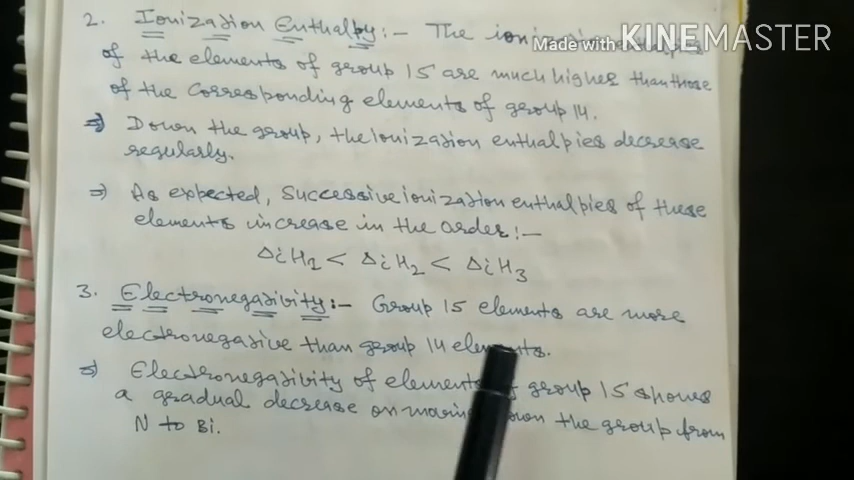 Made with KINEMASTER
2. Ionization Enthalpy:- The
of the elements of group 15 are much higher than those
of the corresponding elements of group 14.
⇒ Down the group, the ionization enthalpies decrease
regularly.
⇒ As expected, successive ionization enthalpies of these
elements increase in the order:-
ΔiH2 < ΔiH2 < ΔiH3
3. Electronegativity:- Group 15 elements are more
electronegative than group 14 elements.
⇒ Electronegativity of elements group 15 shows
a gradual decrease on the group from
N to Bi.